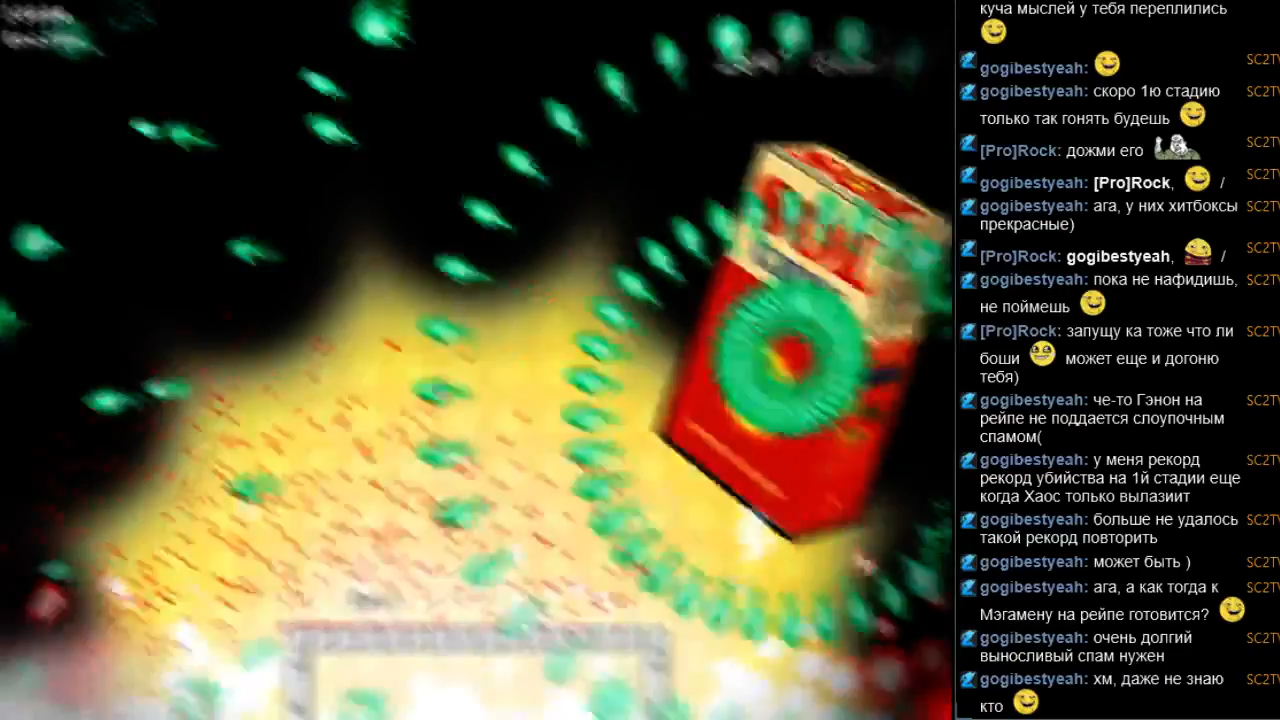 куча мыслей у тебя переплились
gogibestyeah:
SC2TV
gogibestyeah: скоро 1ю стадию
SC2TV
только так гонять будешь
[Pro]Rock: дожми его
SC2TV
gogibestyeah: [Pro]Rock, /
SC2TV
gogibestyeah: ага, у них хитбоксы
SC2TV
прекрасные)
[Pro]Rock: gogibestyeah, /
SC2TV
gogibestyeah: пока не нафидишь,
SC2TV
не поймешь
[Pro]Rock: запущу ка тоже что ли
SC2TV
боши может еще и догоню
тебя)
gogibestyeah: че-то Гэнон на
SC2TV
рейпе не поддается слоупочным
спамом(
gogibestyeah: у меня рекорд
SC2TV
рекорд убийства на 1й стадии еще
когда Хаос только вылазиит
gogibestyeah: больше не удалось
SC2TV
такой рекорд повторить
gogibestyeah: может быть )
SC2TV
gogibestyeah: ага, а как тогда к
SC2TV
Мэгамену на рейпе готовится?
gogibestyeah: очень долгий
SC2TV
выносливый спам нужен
gogibestyeah: хм, даже не знаю
SC2TV
кто